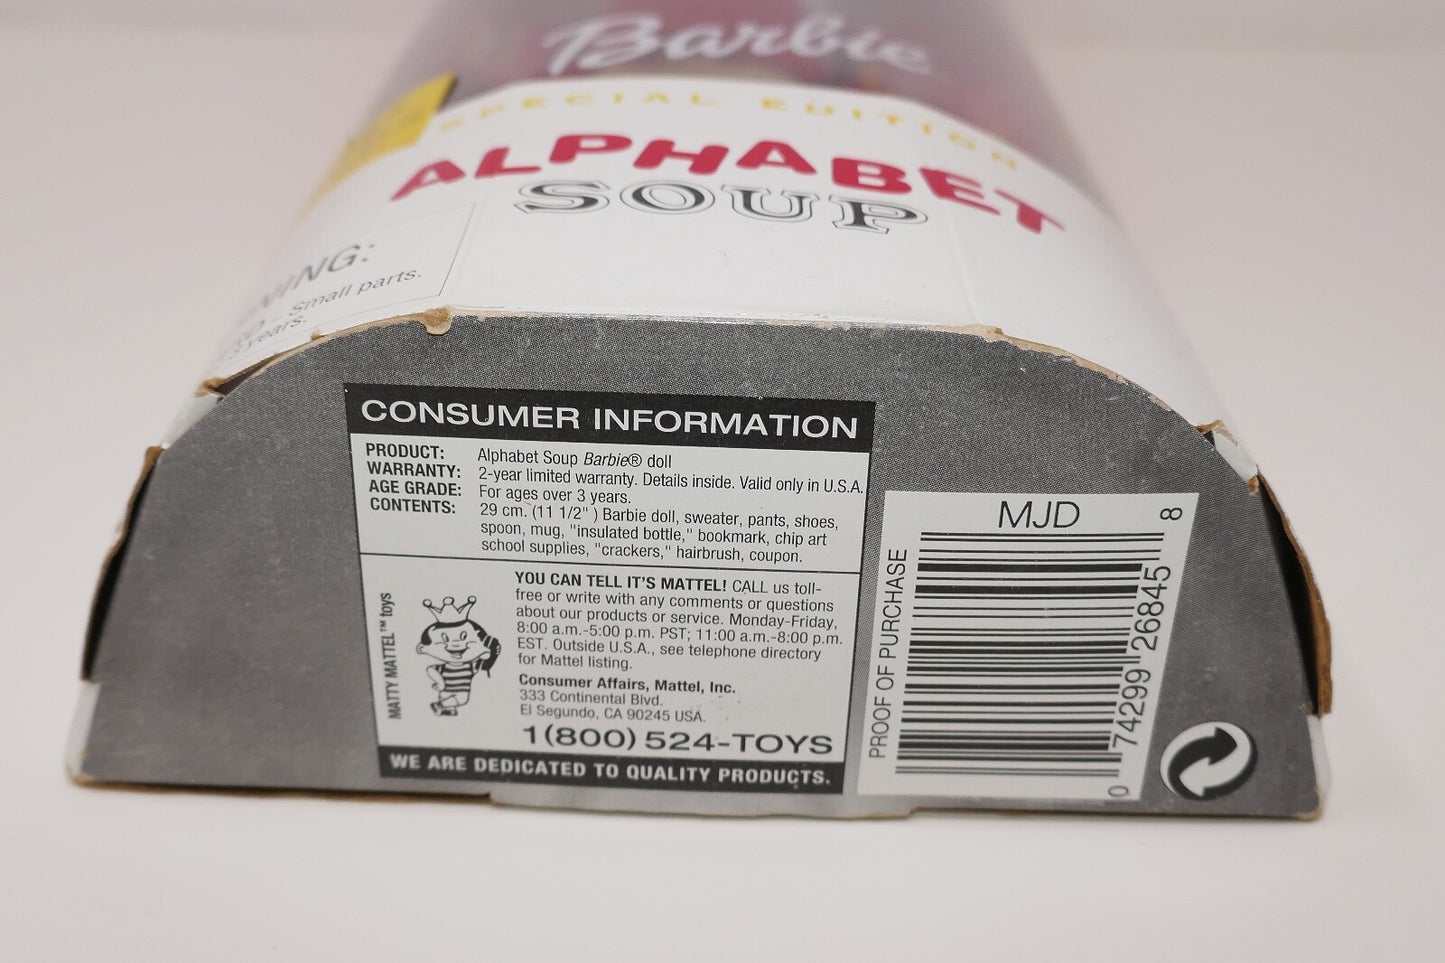 Barbie
SPECIAL EDITION
ALPHABET
SOUP
Small parts.
years.
CONSUMER INFORMATION
PRODUCT: Alphabet Soup Barbie® doll
WARRANTY: 2-year limited warranty. Details inside. Valid only in U.S.A.
AGE GRADE: For ages over 3 years.
CONTENTS: 29 cm. (11 1/2" ) Barbie doll, sweater, pants, shoes,
spoon, mug, "insulated bottle," bookmark, chip art
school supplies, "crackers," hairbrush, coupon.
MATTY MATTEL™ toys
YOU CAN TELL IT'S MATTEL! CALL us toll-
free or write with any comments or questions
about our products or service. Monday-Friday,
8:00 a.m.-5:00 p.m. PST; 11:00 a.m.-8:00 p.m.
EST. Outside U.S.A., see telephone directory
for Mattel listing.
Consumer Affairs, Mattel, Inc.
333 Continental Blvd.
El Segundo, CA 90245 USA.
1(800) 524-TOYS
WE ARE DEDICATED TO QUALITY PRODUCTS.
MJD
PROOF OF PURCHASE
0 74299 26845 8